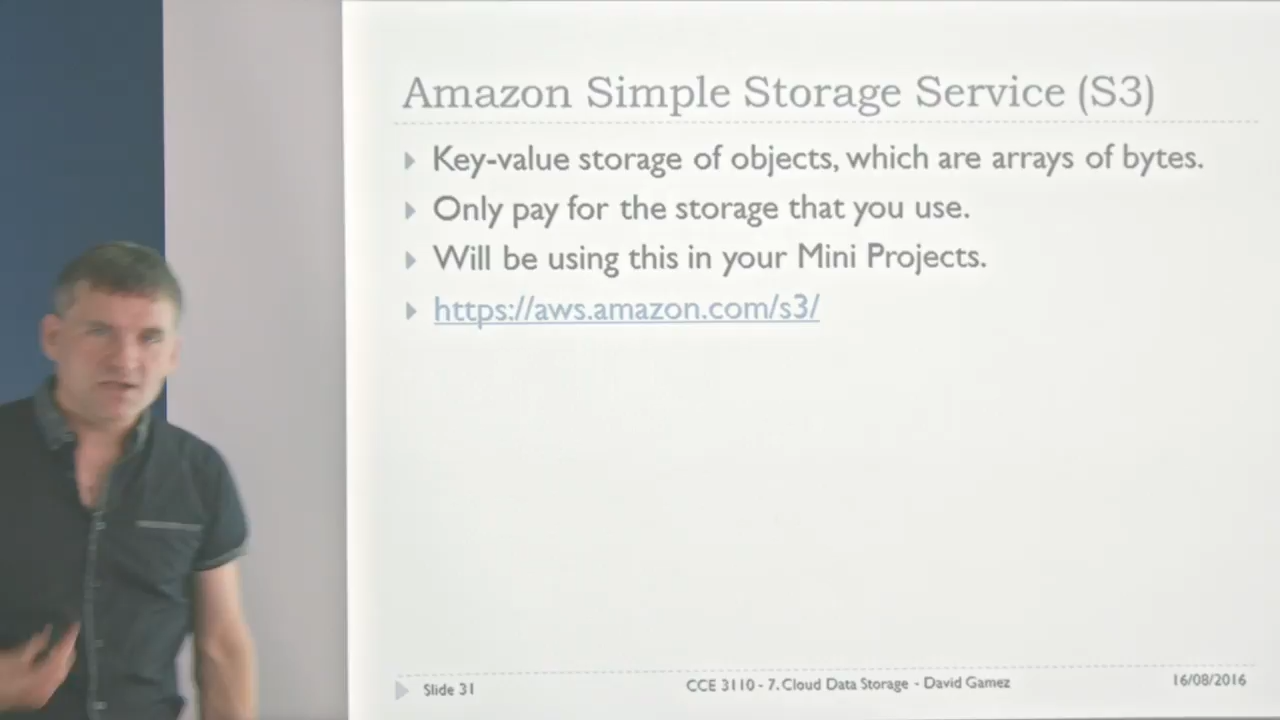 Amazon Simple Storage Service (S3)
Key-value storage of objects, which are arrays of bytes.
Only pay for the storage that you use.
Will be using this in your Mini Projects.
https://aws.amazon.com/s3/
Slide 31
CCE 3110 - 7. Cloud Data Storage - David Gamez
16/08/2016